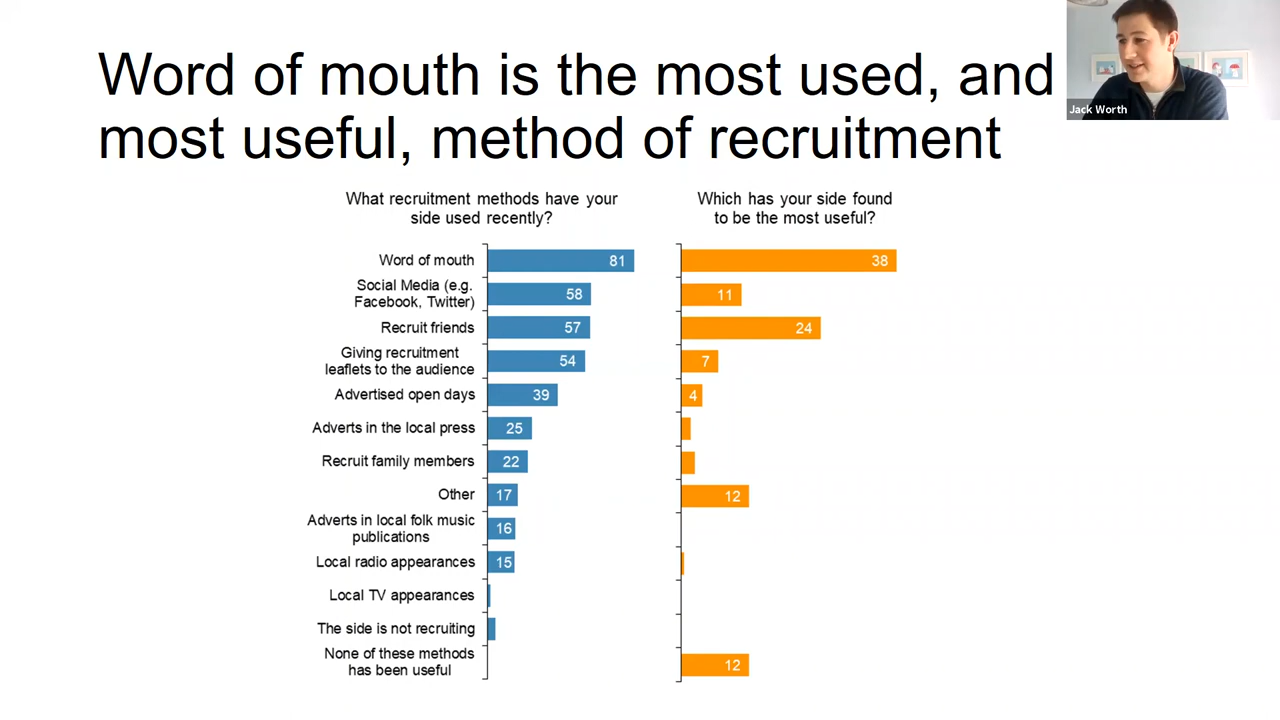 Word of mouth is the most used, and
most useful, method of recruitment
Jack Worth
What recruitment methods have your
side used recently?
Which has your side found
to be the most useful?
Word of mouth
81
38
Social Media (e.g.
Facebook, Twitter)
58
11
Recruit friends
57
24
Giving recruitment
leaflets to the audience
54
7
Advertised open days
39
4
Adverts in the local press
25
Recruit family members
22
Other
17
12
Adverts in local folk music
publications
16
Local radio appearances
15
Local TV appearances
The side is not recruiting
None of these methods
has been useful
12